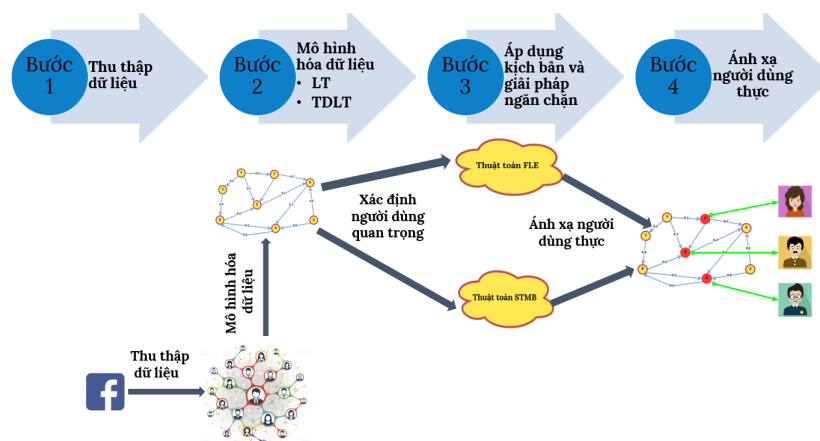 Bước
1
Thu thập
dữ liệu
Bước
2
Mô hình
hóa dữ liệu
• LT
• TDLT
Bước
3
Áp dụng
kịch bản và
giải pháp
ngăn chặn
Bước
4
Ánh xạ
người dùng
thực
Thuật toán FLE
Xác định
người dùng
quan trọng
Ánh xạ người
dùng thực
Thuật toán STMB
Mô hình hóa
dữ liệu
Thu thập
dữ liệu